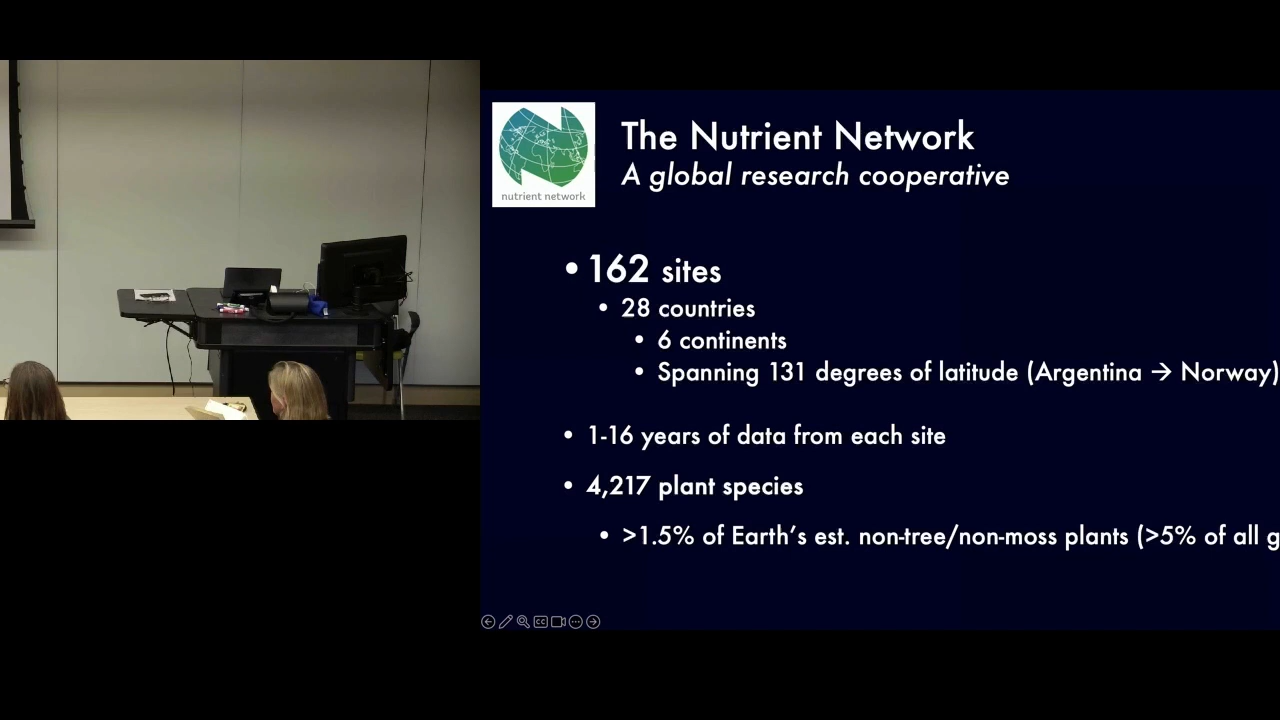 The Nutrient Network
A global research cooperative
nutrient network
• 162 sites
• 28 countries
• 6 continents
• Spanning 131 degrees of latitude (Argentina → Norway)
• 1-16 years of data from each site
• 4,217 plant species
• >1.5% of Earth's est. non-tree/non-moss plants (>5% of all
CC